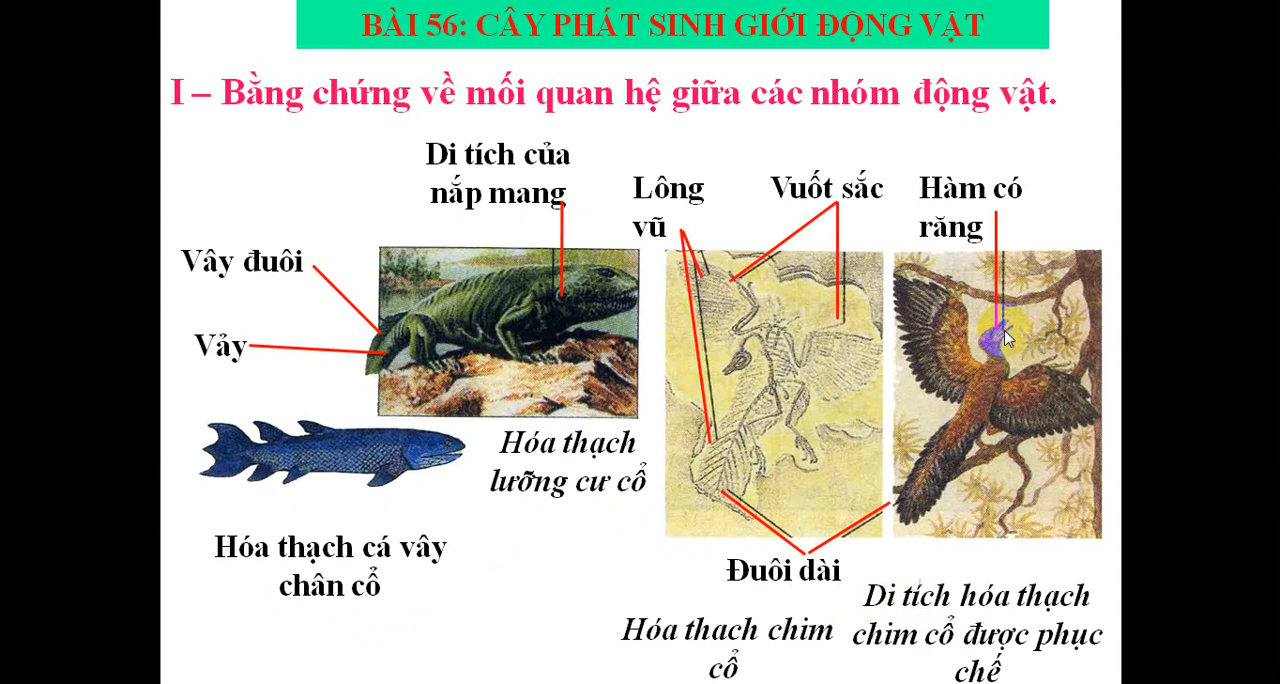 BÀI 56: CÂY PHÁT SINH GIỚI ĐỘNG VẬT
I – Bằng chứng về mối quan hệ giữa các nhóm động vật.
Di tích của
nắp mang
Lông
vũ
Vuốt sắc
Hàm có
răng
Vây đuôi
Vảy
Hóa thạch
lưỡng cư cổ
Hóa thạch cá vây
chân cổ
Đuôi dài
Hóa thach chim
cổ
Di tích hóa thạch
chim cổ được phục
chế